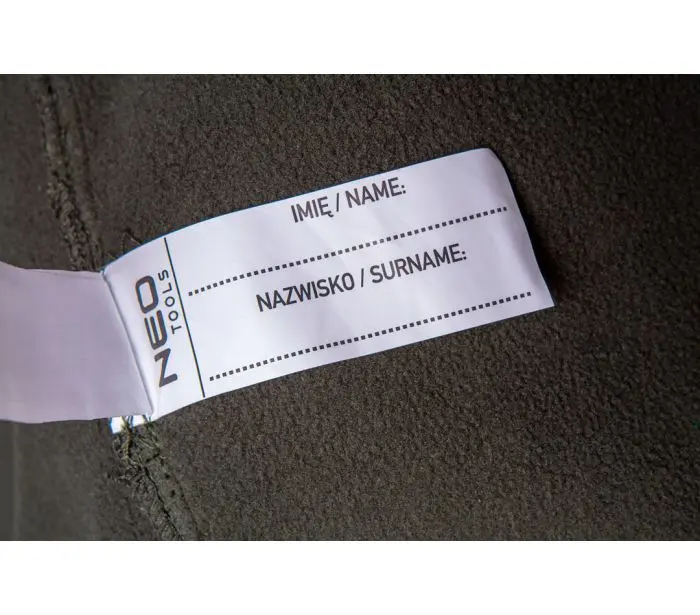 NEO
TOOLS
IMIĘ / NAME:
NAZWISKO / SURNAME: